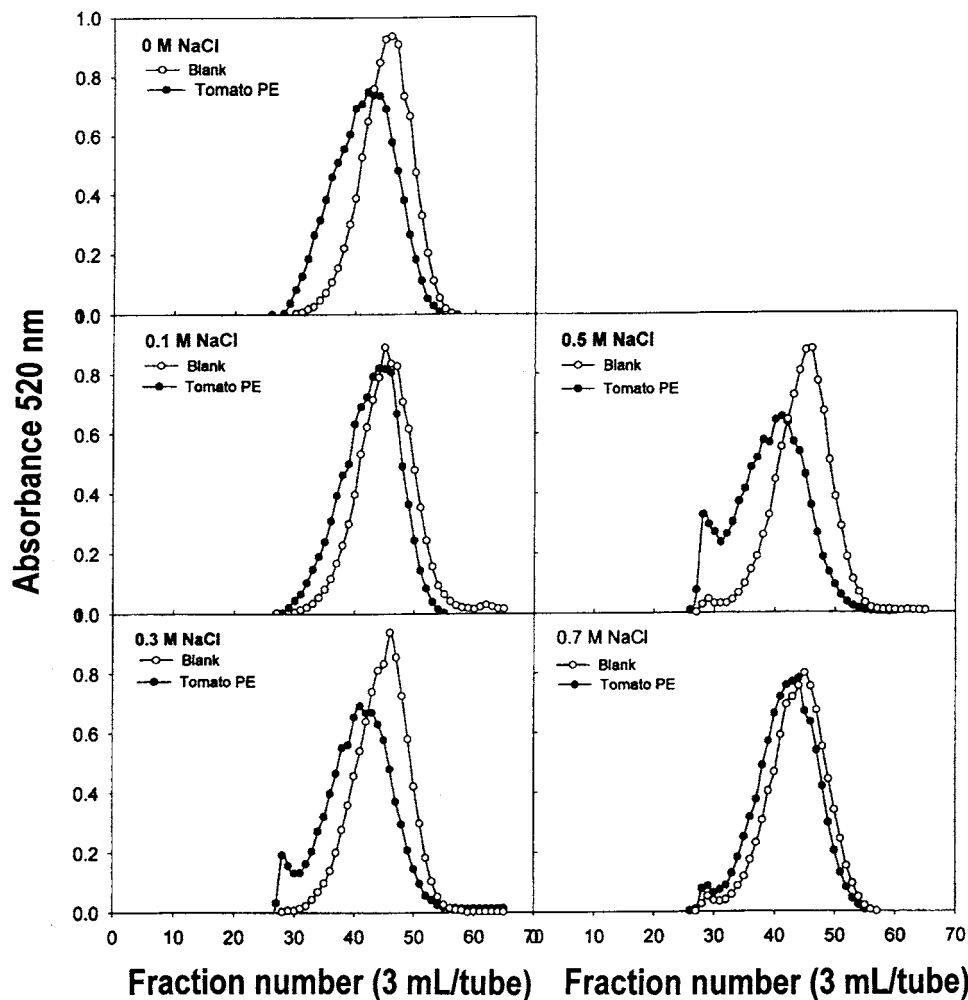 Absorbance 520 nm
1.0
0 M NaCl
Blank
Tomato PE
0.8
0.6
0.4
0.2
0.0
0.1 M NaCl
Blank
Tomato PE
0.8
0.6
0.4
0.2
0.0
0.5 M NaCl
Blank
Tomato PE
0.3 M NaCl
Blank
Tomato PE
0.8
0.6
0.4
0.2
0.0
0.7 M NaCl
Blank
Tomato PE
0 10 20 30 40 50 60 70
0 10 20 30 40 50 60 70
Fraction number (3 mL/tube)
Fraction number (3 mL/tube)